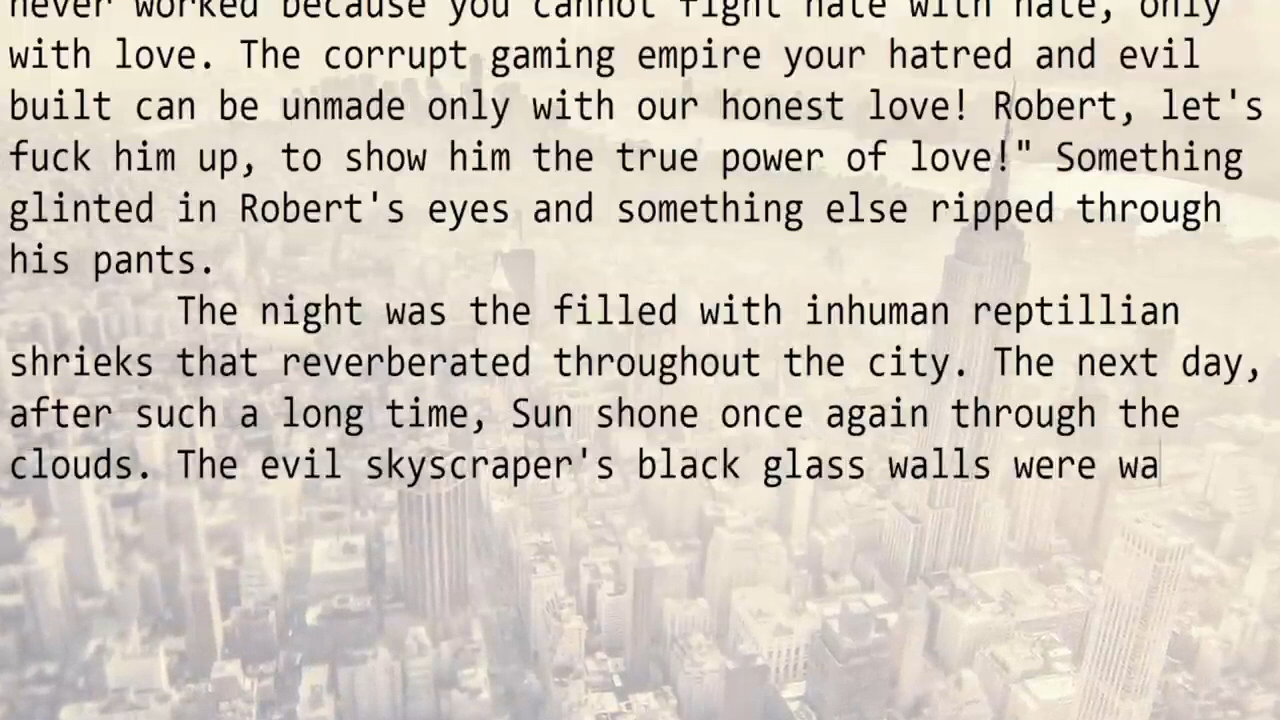 never worked because you cannot fight hate with hate, only
with love. The corrupt gaming empire your hatred and evil
built can be unmade only with our honest love! Robert, let's
fuck him up, to show him the true power of love!" Something
glinted in Robert's eyes and something else ripped through
his pants.
The night was the filled with inhuman reptillian
shrieks that reverberated throughout the city. The next day,
after such a long time, Sun shone once again through the
clouds. The evil skyscraper's black glass walls were wa